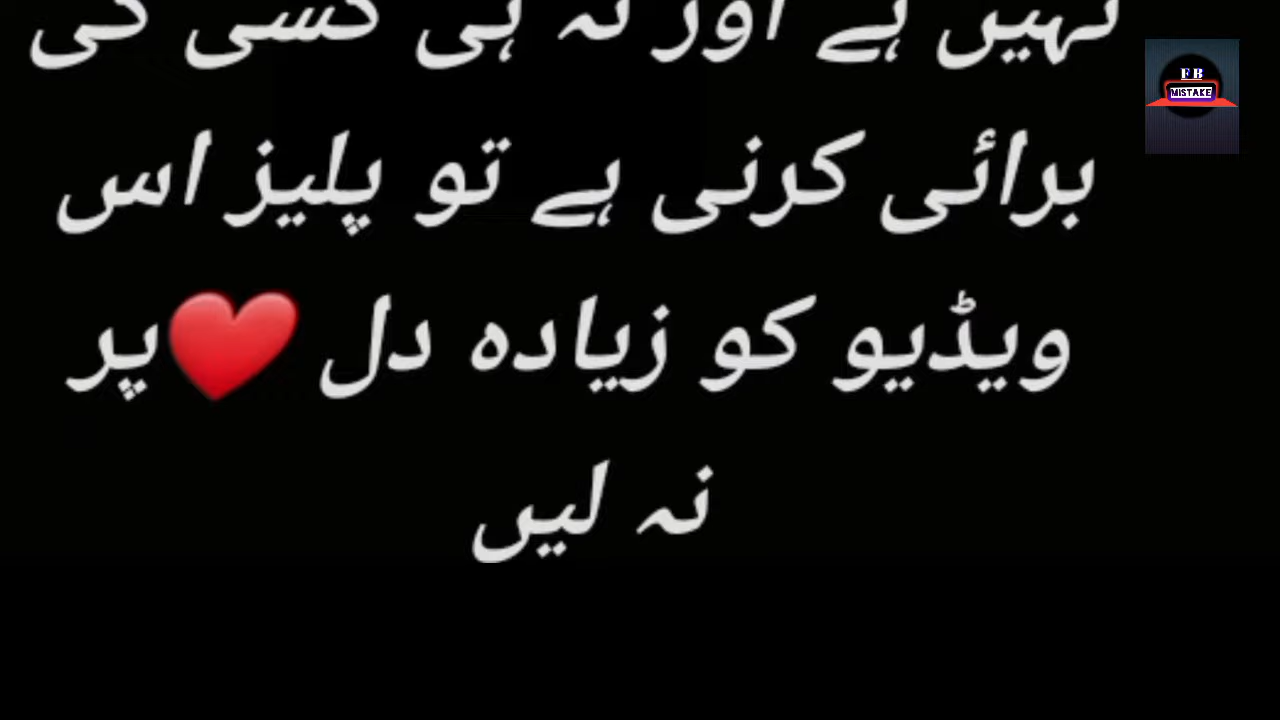 نہیں ہے اور نہ ہی کسی کی
برائی کرنی ہے تو پلیز اس
ویڈیو کو زیادہ دل ❤️پر
نہ لیں
FB
MISTAKE